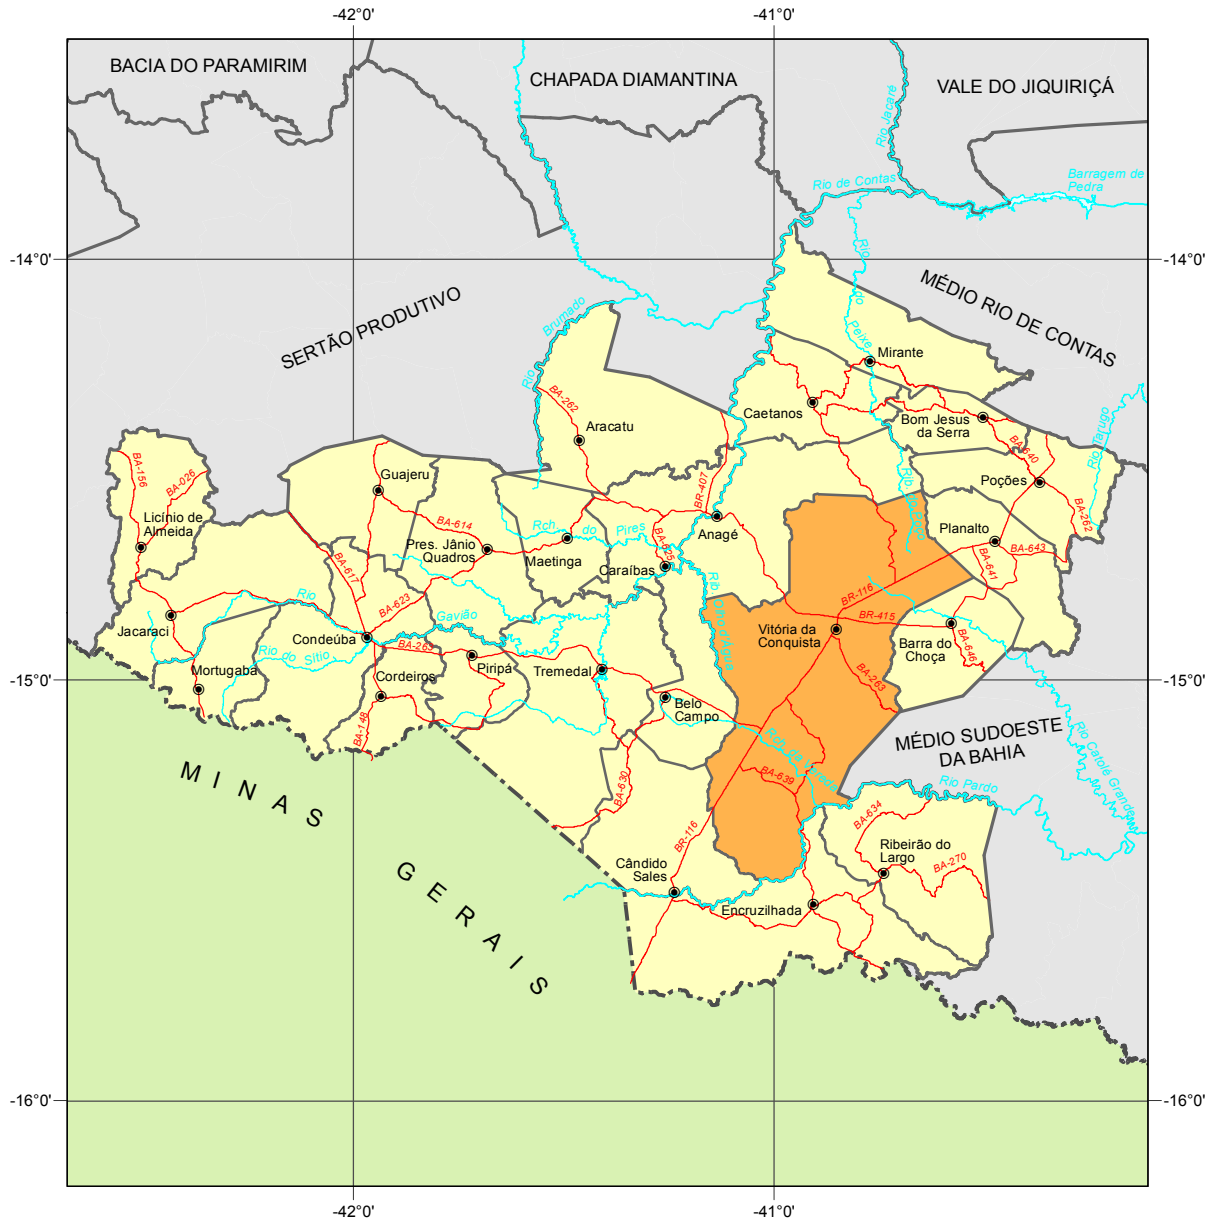 -42°0'
-41°0'
BACIA DO PARAMIRIM
CHAPADA DIAMANTINA
VALE DO JIQUIRIÇÁ
Rio Jacaré
Rio de Contas
Barragem de
Pedra
-14°0'
-14°0'
SERTÃO PRODUTIVO
MÉDIO RIO DE CONTAS
Rio do Peixe
Rio Brumado
Mirante
BA-262
Caetanos
Bom Jesus
da Serra
Aracatu
BA-640
BA-156
BA-026
Guajeru
BR-407
Poções
BA-262
Licínio de
Almeida
BA-614
Rch. do Pires
Anagé
Planalto
BA-643
Pres. Jânio
Quadros
Maetinga
BA-625
Caraíbas
BA-641
BA-617
BA-623
Rio
Gavião
BR-116
BR-415
Jacaraci
Condeúba
BA-263
Vitória da
Conquista
Barra do
Choça
BA-646
Rio do Sítio
Mortugaba
Cordeiros
Piripá
Tremedal
BA-263
-15°0'
-15°0'
Belo
Campo
BA-148
MÉDIO SUDOESTE
DA BAHIA
Rio Catolé Grande
BA-639
BA-630
Rio Pardo
MINAS
BA-634
BR-116
Ribeirão do
Largo
BA-270
Cândido
Sales
Encruzilhada
GERAIS
-16°0'
-16°0'
-42°0'
-41°0'